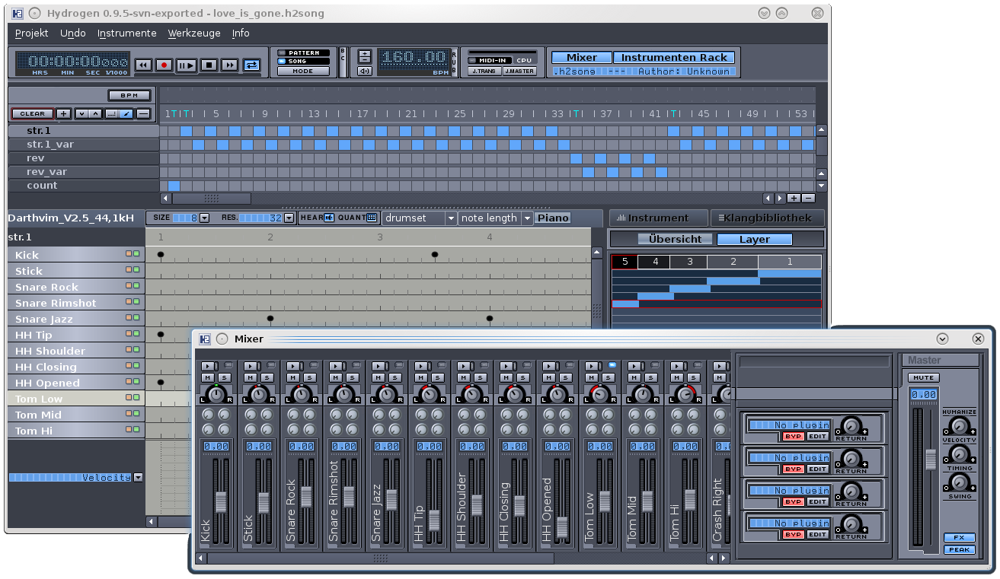 Hydrogen 0.9.5-svn-exported - love_is_gone.h2song
Projekt Undo Instrumente Werkzeuge Info
00:00:00:000
HRS MIN SEC 1/1000
PATTERN
SONG
MODE
B
C
160.00
BPM
R
U
B
MIDI-IN CPU
J.TRANS J.MASTER
Mixer Instrumenten Rack
.h2song --- Author: Unknown
BPM
CLEAR
1 T T 5 9 13 17 21 25 29 33 T 37 41 T 45 49 53
str.1
str.1_var
rev
rev_var
count
Darthvim_V2.5_44,1kH
SIZE 8 RES. 32 HEAR QUANT drumset note length Piano
Instrument Klangbibliothek
str.1
1 2 3 4
Übersicht Layer
5 4 3 2 1
Kick
Stick
Snare Rock
Snare Rimshot
Snare Jazz
HH Tip
HH Shoulder
HH Closing
HH Opened
Tom Low
Tom Mid
Tom Hi
Velocity
Mixer
M S M S M S M S M S M S M S M S M S M S M S M S M
L R L R L R L R L R L R L R L R L R L R L R L R L
0.00 0.00 0.00 0.00 0.00 0.00 0.00 0.00 0.00 0.00 0.00 0.00
Kick
Stick
Snare Rock
Snare Rimshot
Snare Jazz
HH Tip
HH Shoulder
HH Closing
HH Opened
Tom Low
Tom Mid
Tom Hi
Crash Right
No plugin
BYP EDIT RETURN
No plugin
BYP EDIT RETURN
No plugin
BYP EDIT RETURN
No plugin
BYP EDIT RETURN
Master
MUTE
0.00
HUMANIZE
VELOCITY
TIMING
SWING
FX
PEAK